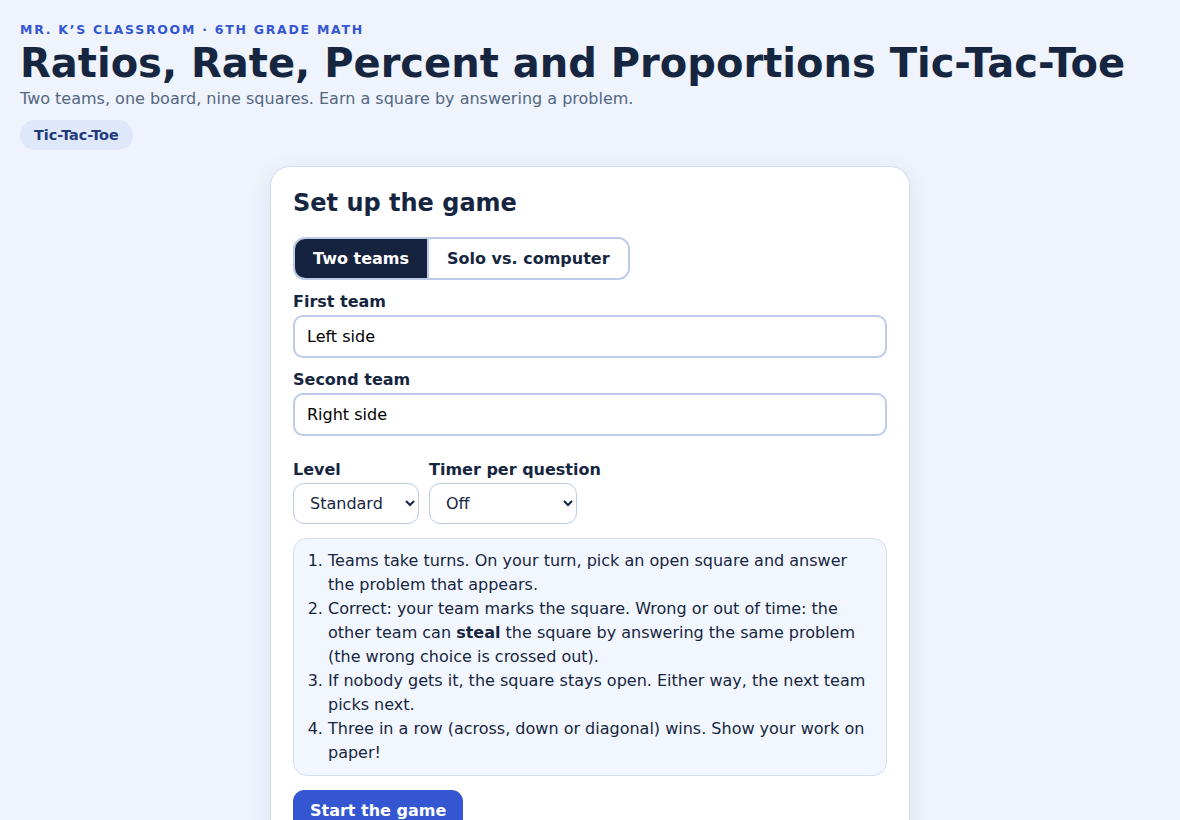 MR. K’S CLASSROOM · 6TH GRADE MATH
Ratios, Rate, Percent and Proportions Tic-Tac-Toe
Two teams, one board, nine squares. Earn a square by answering a problem.
Tic-Tac-Toe
Set up the game
Two teams
Solo vs. computer
First team
Left side
Second team
Right side
Level
Timer per question
Standard
Off
1. Teams take turns. On your turn, pick an open square and answer
the problem that appears.
2. Correct: your team marks the square. Wrong or out of time: the
other team can steal the square by answering the same problem
(the wrong choice is crossed out).
3. If nobody gets it, the square stays open. Either way, the next team
picks next.
4. Three in a row (across, down or diagonal) wins. Show your work on
paper!
Start the game